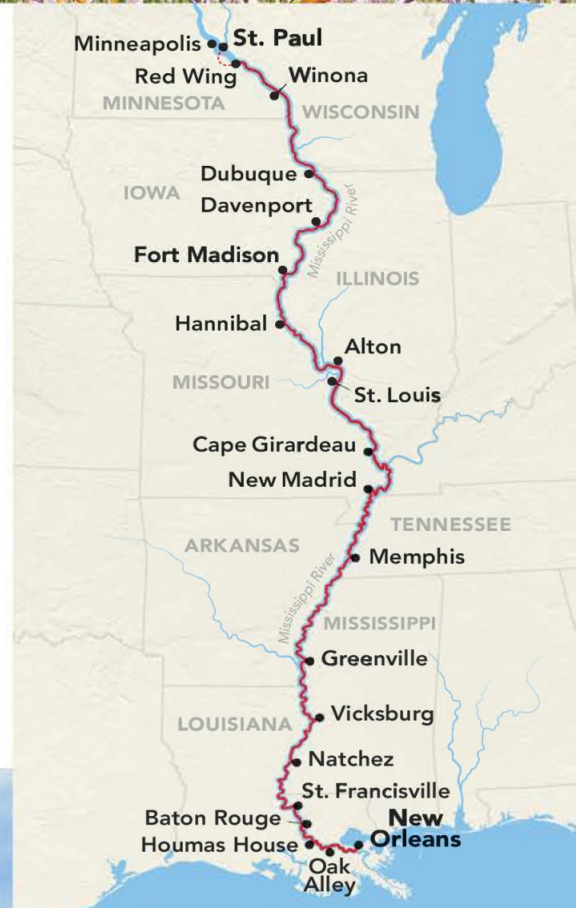 Minneapolis
St. Paul
Red Wing
Winona
MINNESOTA
WISCONSIN
Dubuque
IOWA
Davenport
Mississippi River
Fort Madison
ILLINOIS
Hannibal
Alton
MISSOURI
St. Louis
Cape Girardeau
New Madrid
TENNESSEE
ARKANSAS
Memphis
Mississippi River
MISSISSIPPI
Greenville
LOUISIANA
Vicksburg
Natchez
St. Francisville
Baton Rouge
New
Orleans
Houmas House
Oak
Alley